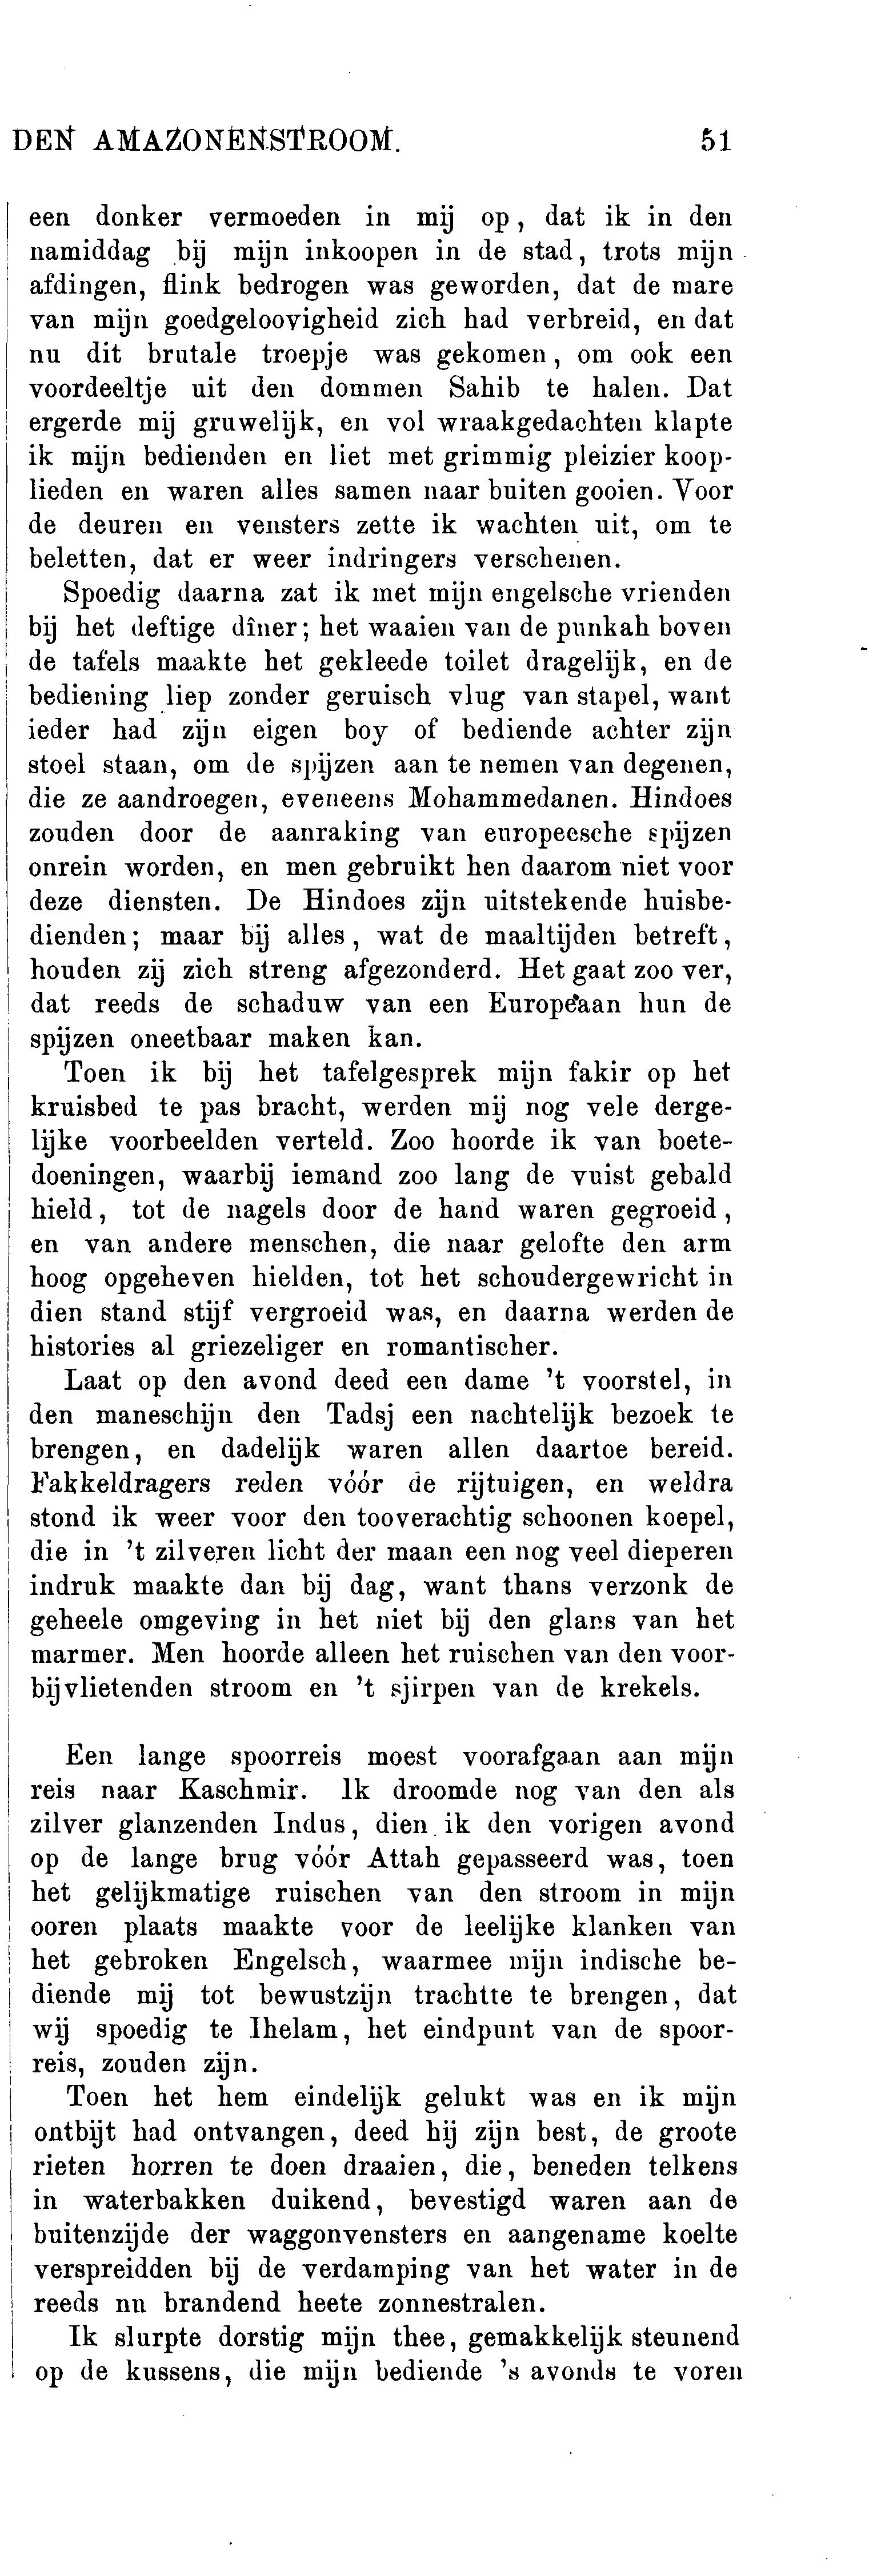 DEN AMAZONENSTROOM. 51
een donker vermoeden in mij op, dat ik in den
namiddag bij mijn inkoopen in de stad, trots mijn
afdingen, flink bedrogen was geworden, dat de mare
van mijn goedgeloovigheid zich had verbreid, en dat
nu dit brutale troepje was gekomen, om ook een
voordeeltje uit den dommen Sahib te halen. Dat
ergerde mij gruwelijk, en vol wraakgedachten klapte
ik mijn bedienden en liet met grimmig pleizier koop-
lieden en waren alles samen naar buiten gooien. Voor
de deuren en vensters zette ik wachten uit, om te
beletten, dat er weer indringers verschenen.
Spoedig daarna zat ik met mijn engelsche vrienden
bij het deftige dîner; het waaien van de punkah boven
de tafels maakte het gekleede toilet dragelijk, en de
bediening liep zonder geruisch vlug van stapel, want
ieder had zijn eigen boy of bediende achter zijn
stoel staan, om de spijzen aan te nemen van degenen,
die ze aandroegen, eveneens Mohammedanen. Hindoes
zouden door de aanraking van europeesche spijzen
onrein worden, en men gebruikt hen daarom niet voor
deze diensten. De Hindoes zijn uitstekende huisbe-
dienden; maar bij alles, wat de maaltijden betreft,
houden zij zich streng afgezonderd. Het gaat zoo ver,
dat reeds de schaduw van een Europeaan hun de
spijzen oneetbaar maken kan.
Toen ik bij het tafelgesprek mijn fakir op het
kruisbed te pas bracht, werden mij nog vele derge-
lijke voorbeelden verteld. Zoo hoorde ik van boete-
doeningen, waarbij iemand zoo lang de vuist gebald
hield, tot de nagels door de hand waren gegroeid,
en van andere menschen, die naar gelofte den arm
hoog opgeheven hielden, tot het schoudergewricht in
dien stand stijf vergroeid was, en daarna werden de
histories al griezeliger en romantischer.
Laat op den avond deed een dame 't voorstel, in
den maneschijn den Tadsj een nachtelijk bezoek te
brengen, en dadelijk waren allen daartoe bereid.
Fakkeldragers reden vóór de rijtuigen, en weldra
stond ik weer voor den tooverachtig schoonen koepel,
die in 't zilveren licht der maan een nog veel dieperen
indruk maakte dan bij dag, want thans verzonk de
geheele omgeving in het niet bij den glans van het
marmer. Men hoorde alleen het ruischen van den voor-
bijvlietenden stroom en 't sjirpen van de krekels.
Een lange spoorreis moest voorafgaan aan mijn
reis naar Kaschmir. Ik droomde nog van den als
zilver glanzenden Indus, dien ik den vorigen avond
op de lange brug vóór Attah gepasseerd was, toen
het gelijkmatige ruischen van den stroom in mijn
ooren plaats maakte voor de leelijke klanken van
het gebroken Engelsch, waarmee mijn indische be-
diende mij tot bewustzijn trachtte te brengen, dat
wij spoedig te Ihelam, het eindpunt van de spoor-
reis, zouden zijn.
Toen het hem eindelijk gelukt was en ik mijn
ontbijt had ontvangen, deed hij zijn best, de groote
rieten horren te doen draaien, die, beneden telkens
in waterbakken duikend, bevestigd waren aan de
buitenzijde der waggonvensters en aangename koelte
verspreidden bij de verdamping van het water in de
reeds nu brandend heete zonnestralen.
Ik slurpte dorstig mijn thee, gemakkelijk steunend
op de kussens, die mijn bediende 's avonds te voren